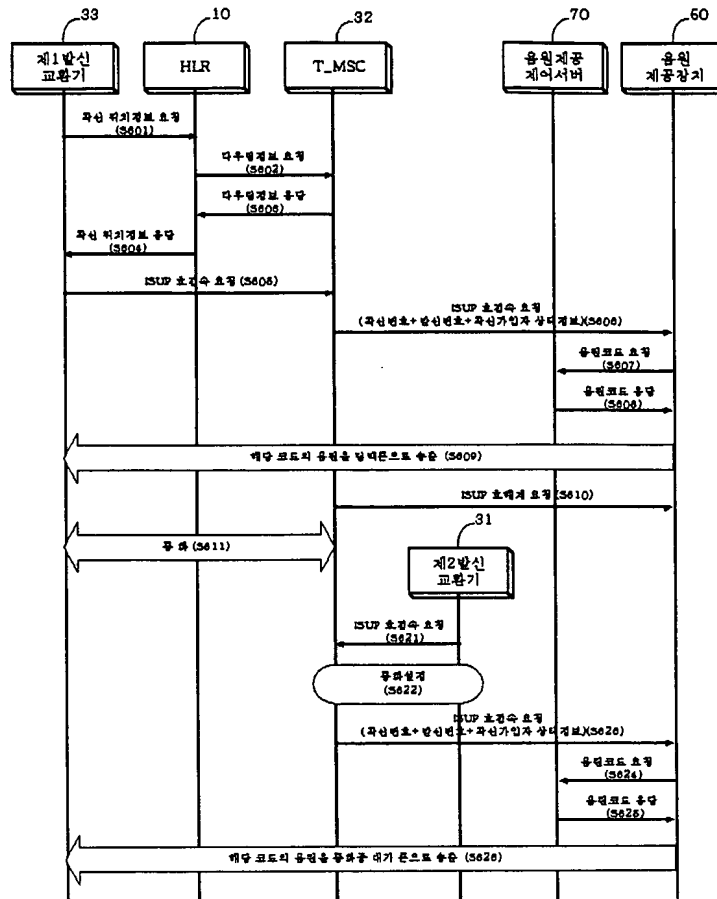 33
10
32
70
60
제1발신
교환기
HLR
T_MSC
음원제공
제어서버
음원
제공장치
착신 위치정보 요청
(S601)
라우팅정보 요청
(S602)
라우팅정보 응답
(S603)
착신 위치정보 응답
(S604)
ISUP 호접속 요청 (S605)
ISUP 호접속 요청
(착신번호+발신번호+착신가입자 상태정보)(S606)
음원코드 요청
(S607)
음원코드 응답
(S608)
해당 코드의 음원을 링백톤으로 송출 (S609)
ISUP 호해제 요청 (S610)
통화 (S611)
31
제2발신
교환기
ISUP 호접속 요청
(S621)
통화설정
(S622)
ISUP 호접속 요청
(착신번호+발신번호+착신가입자 상태정보)(S623)
음원코드 요청
(S624)
음원코드 응답
(S625)
해당 코드의 음원을 통화중 대기 톤으로 송출 (S626)